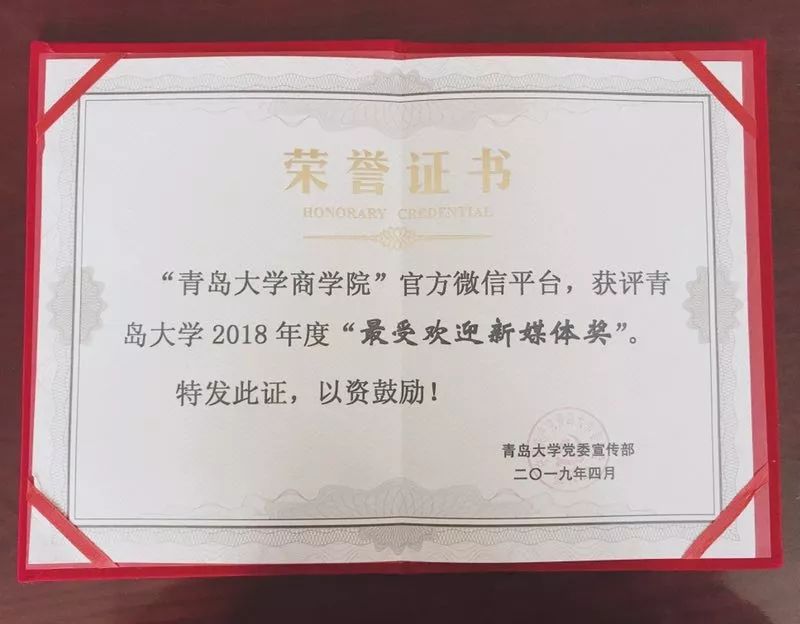 荣誉证书
HONORARY CREDENTIAL
“青岛大学商学院”官方微信平台，获评青
岛大学2018年度“最受欢迎新媒体奖”。
特发此证，以资鼓励！
青岛大学党委宣传部
二〇一九年四月